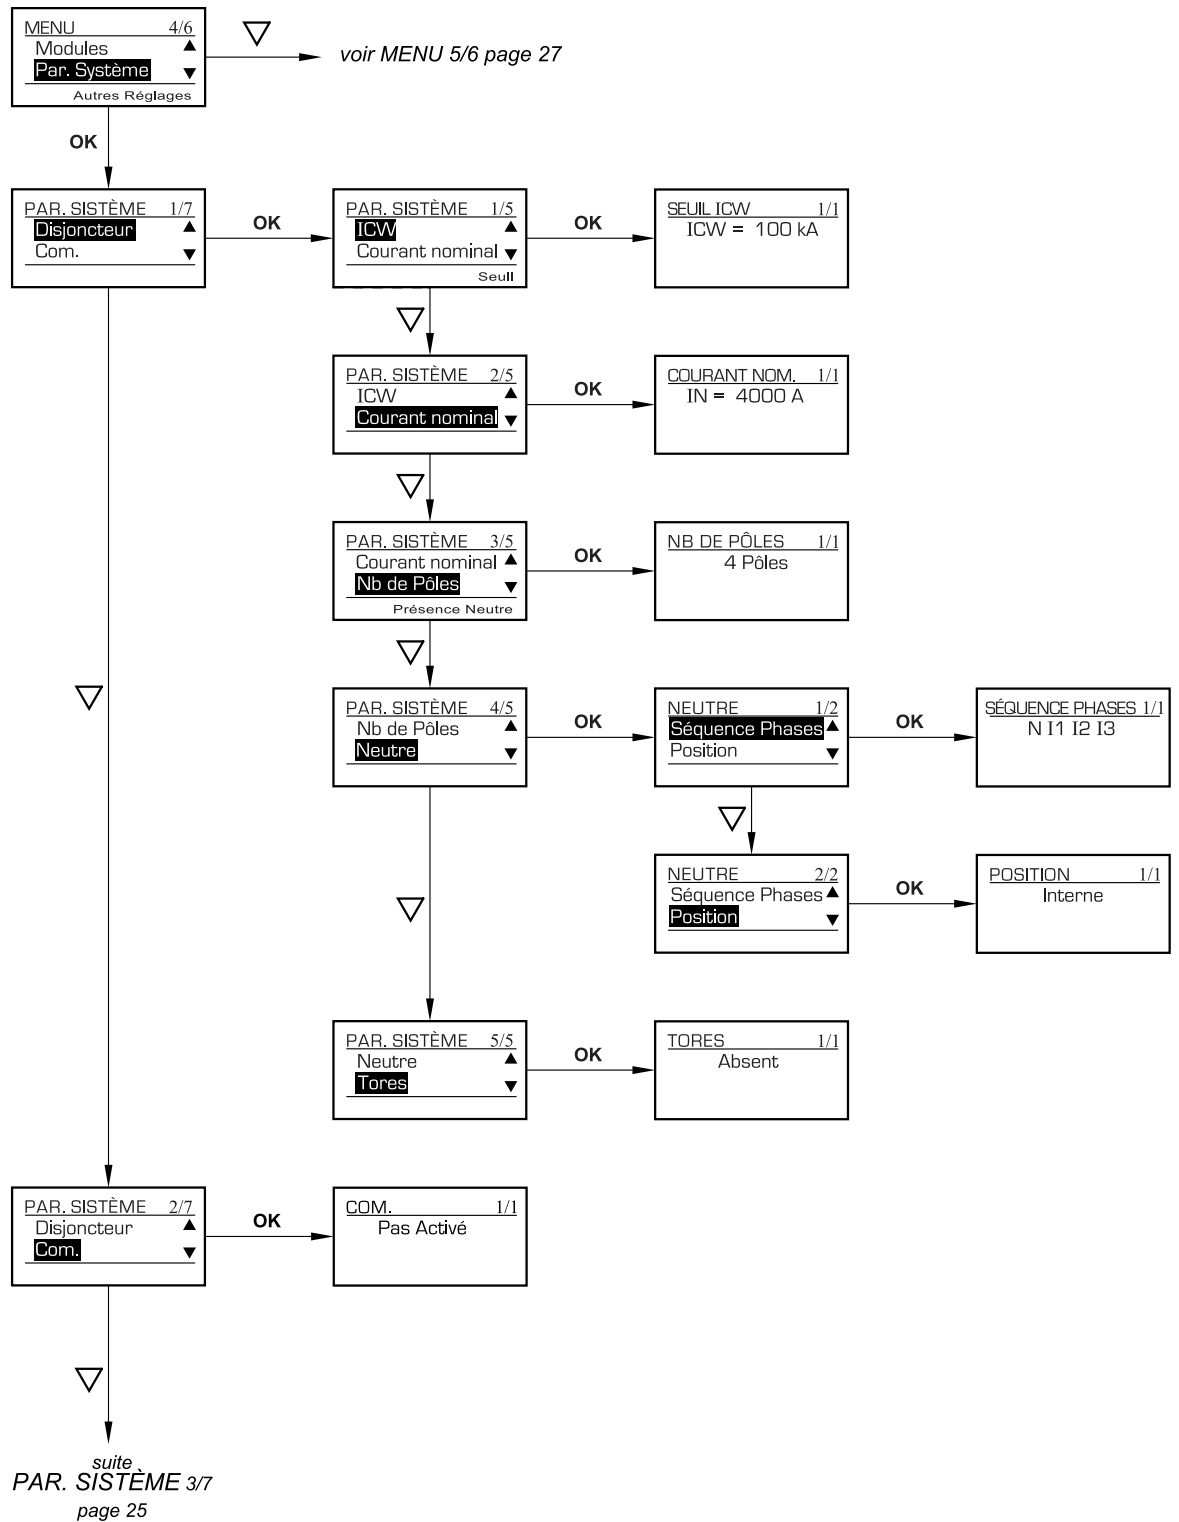 MENU 4/6
Modules
Par. Système
Autres Réglages
voir MENU 5/6 page 27
OK
PAR. SISTÈME 1/7
Disjoncteur
Com.
OK
PAR. SISTÈME 1/5
ICW
Courant nominal
Seull
OK
SEUIL ICW 1/1
ICW = 100 kA
PAR. SISTÈME 2/5
ICW
Courant nominal
OK
COURANT NOM. 1/1
IN = 4000 A
PAR. SISTÈME 3/5
Courant nominal
Nb de Pôles
Présence Neutre
OK
NB DE PÔLES 1/1
4 Pôles
PAR. SISTÈME 4/5
Nb de Pôles
Neutre
OK
NEUTRE 1/2
Séquence Phases
Position
OK
SÉQUENCE PHASES 1/1
N I1 I2 I3
NEUTRE 2/2
Séquence Phases
Position
OK
POSITION 1/1
Interne
PAR. SISTÈME 5/5
Neutre
Tores
OK
TORES 1/1
Absent
PAR. SISTÈME 2/7
Disjoncteur
Com.
OK
COM. 1/1
Pas Activé
suite
PAR. SISTÈME 3/7
page 25